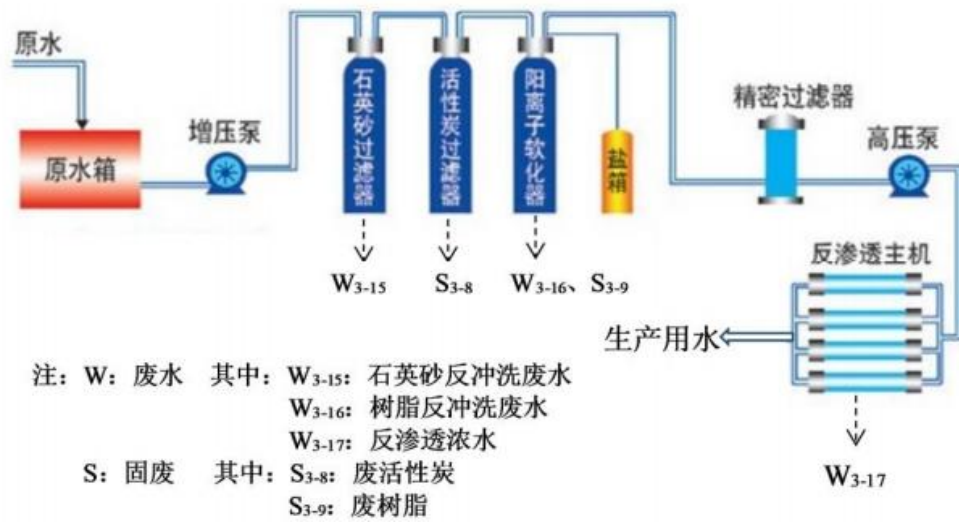 原水
原水箱
增压泵
石英砂过滤器
活性炭过滤器
阳离子软化器
盐箱
精密过滤器
高压泵
反渗透主机
W3-15
S3-8
W3-16、S3-9
生产用水
W3-17
注：W：废水 其中：W3-15：石英砂反冲洗废水
W3-16：树脂反冲洗废水
W3-17：反渗透浓水
S：固废 其中：S3-8：废活性炭
S3-9：废树脂